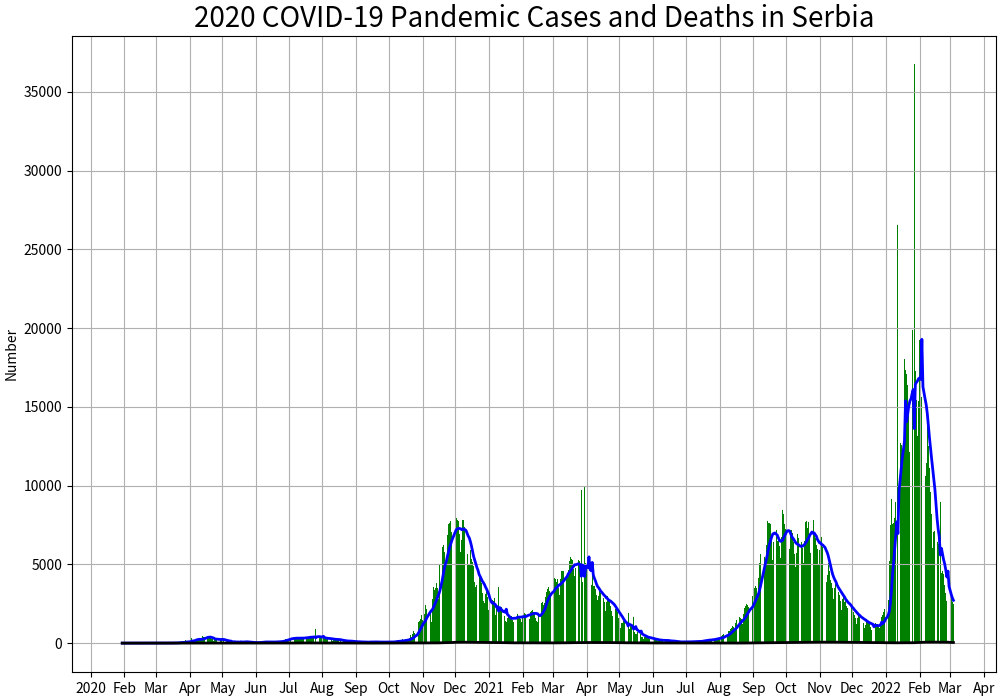 2020 COVID-19 Pandemic Cases and Deaths in Serbia
Number
35000
30000
25000
20000
15000
10000
5000
0
2020 Feb Mar Apr May Jun Jul Aug Sep Oct Nov Dec 2021 Feb Mar Apr May Jun Jul Aug Sep Oct Nov Dec 2022 Feb Mar Apr